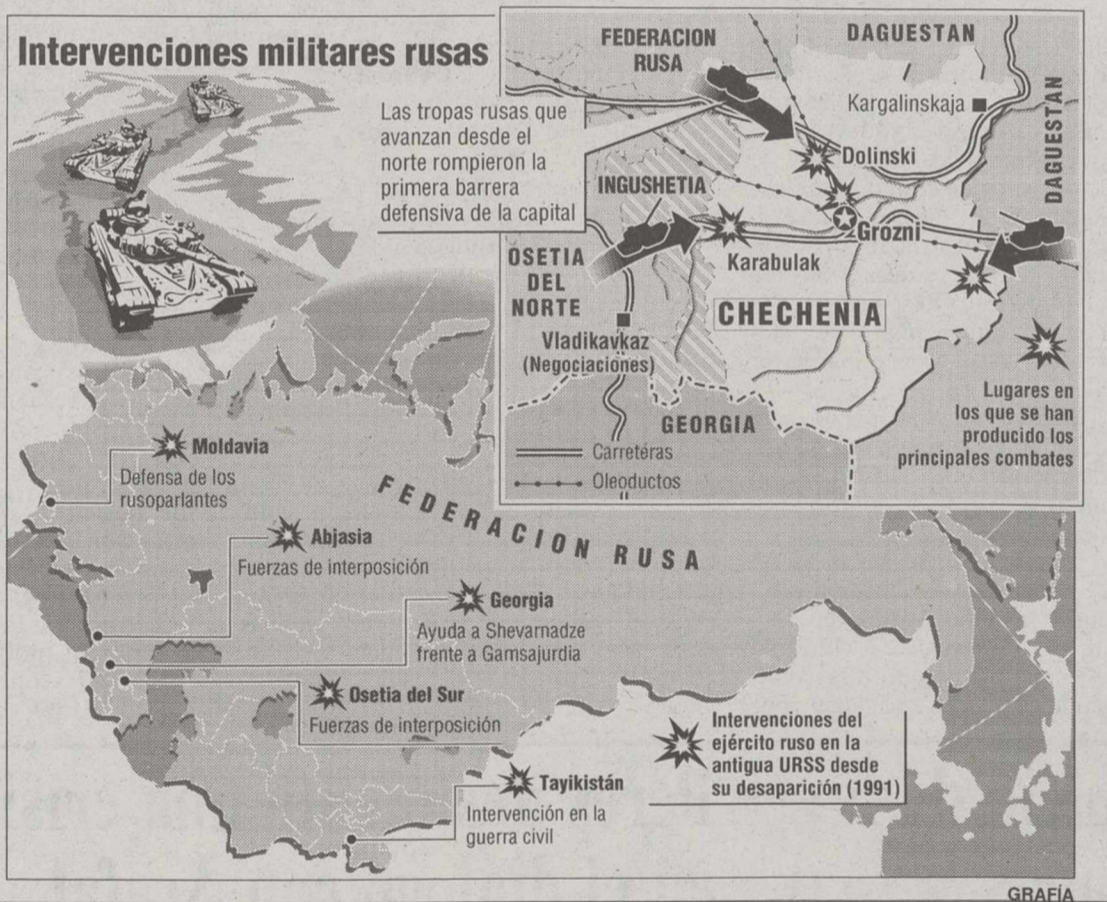 Intervenciones militares rusas
Las tropas rusas que
avanzan desde el
norte rompieron la
primera barrera
defensiva de la capital
FEDERACION
RUSA
DAGUESTAN
Kargalinskaja
DAGUESTAN
Dolinski
INGUSHETIA
Grozni
Karabulak
OSETIA
DEL
NORTE
CHECHENIA
Vladikavkaz
(Negociaciones)
GEORGIA
Lugares en
los que se han
producido los
principales combates
Carreteras
Oleoductos
Moldavia
Defensa de los
rusoparlantes
FEDERACION RUSA
Abjasia
Fuerzas de interposición
Georgia
Ayuda a Shevarnadze
frente a Gamsajurdia
Osetia del Sur
Fuerzas de interposición
Tayikistán
Intervención en la
guerra civil
Intervenciones del
ejército ruso en la
antigua URSS desde
su desaparición (1991)
GRAFÍA